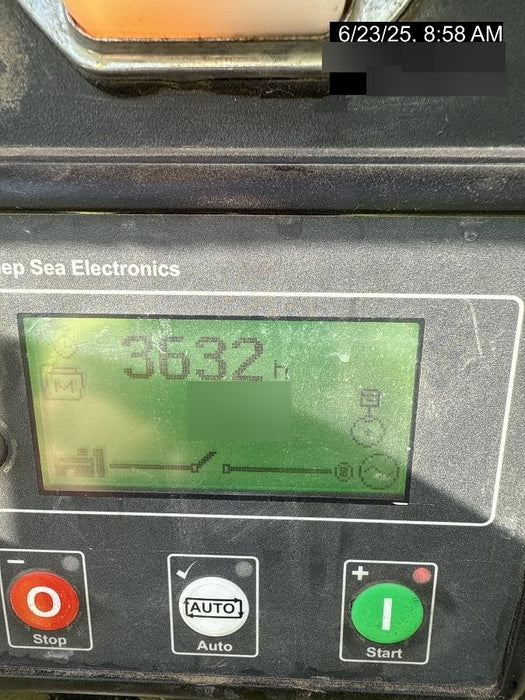 6/23/25, 8:58 AM
ep Sea Electronics
3632 h
M
−
+
O
AUTO
I
Stop
Auto
Start